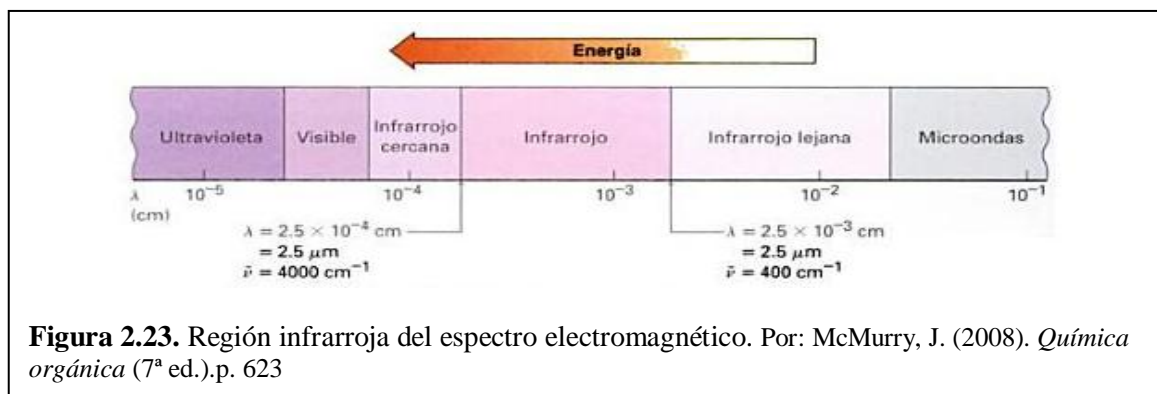 Energía
Ultravioleta
Visible
Infrarrojo
cercana
Infrarrojo
Infrarrojo lejana
Microondas
λ
(cm)
10⁻⁵
10⁻⁴
10⁻³
10⁻²
10⁻¹
λ = 2.5 × 10⁻⁴ cm
= 2.5 μm
ṽ = 4000 cm⁻¹
λ = 2.5 × 10⁻³ cm
= 2.5 μm
ṽ = 400 cm⁻¹
Figura 2.23. Región infrarroja del espectro electromagnético. Por: McMurry, J. (2008). Química
orgánica (7ª ed.).p. 623